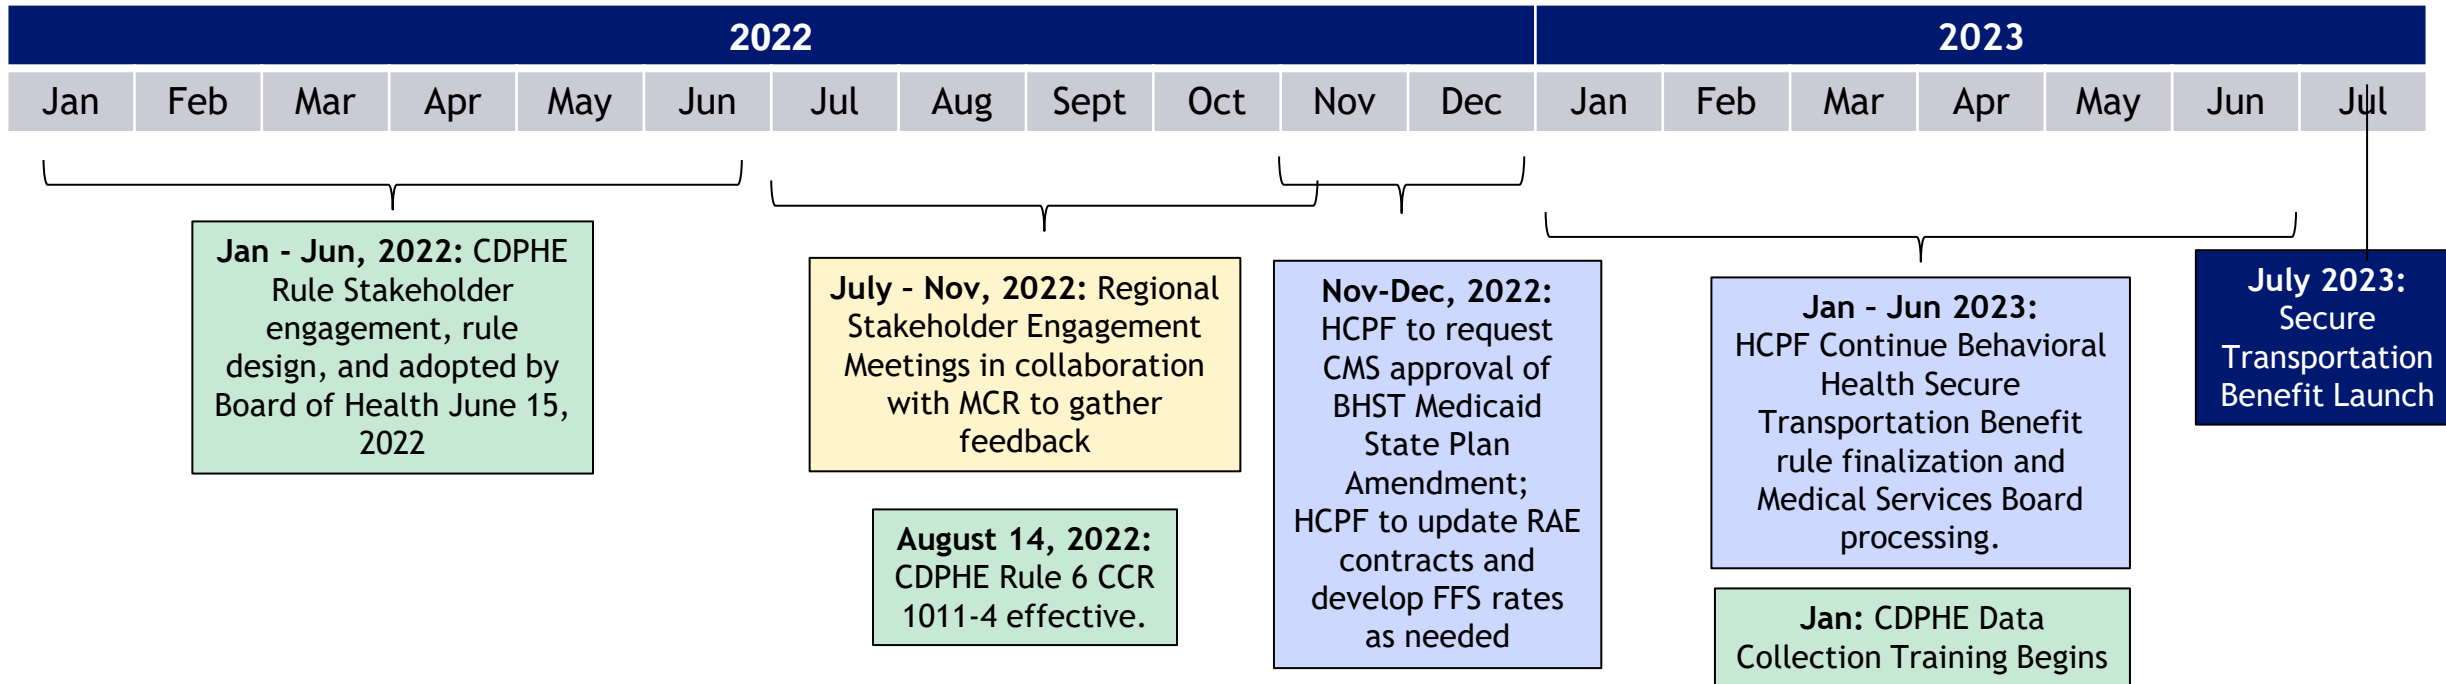 2022 2023
Jan Feb Mar Apr May Jun Jul Aug Sept Oct Nov Dec Jan Feb Mar Apr May Jun Jul
Jan - Jun, 2022: CDPHE
Rule Stakeholder
engagement, rule
design, and adopted by
Board of Health June 15,
2022
July – Nov, 2022: Regional
Stakeholder Engagement
Meetings in collaboration
with MCR to gather
feedback
August 14, 2022:
CDPHE Rule 6 CCR
1011-4 effective.
Nov-Dec, 2022:
HCPF to request
CMS approval of
BHST Medicaid
State Plan
Amendment;
HCPF to update RAE
contracts and
develop FFS rates
as needed
Jan – Jun 2023:
HCPF Continue Behavioral
Health Secure
Transportation Benefit
rule finalization and
Medical Services Board
processing.
Jan: CDPHE Data
Collection Training Begins
July 2023:
Secure
Transportation
Benefit Launch